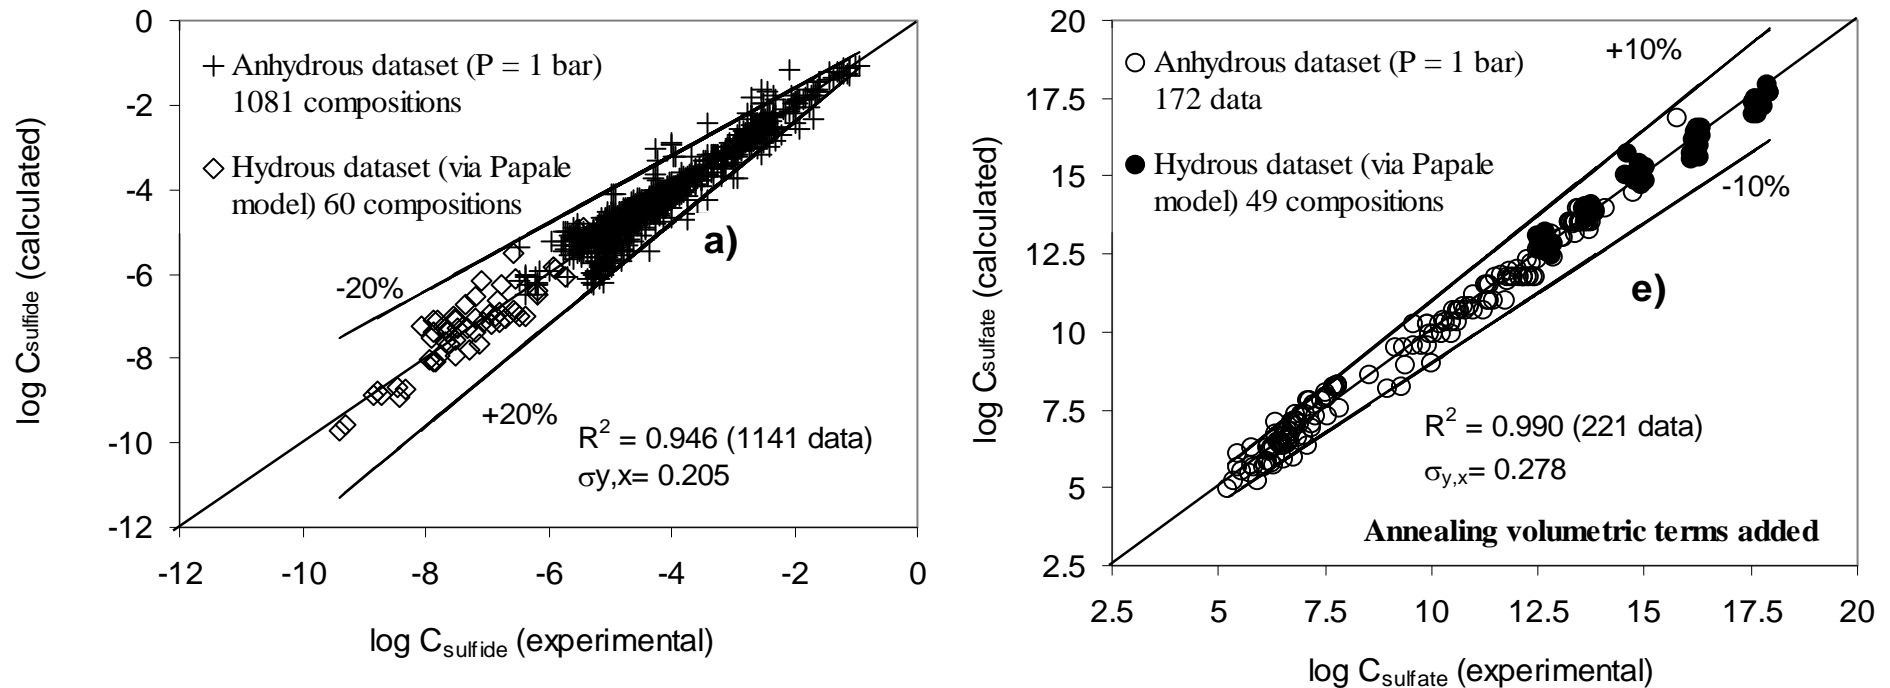 0
-2
-4
-6
-8
-10
-12
-12
-10
-8
-6
-4
-2
0
log Csulfide (calculated)
log Csulfide (experimental)
Anhydrous dataset (P = 1 bar)
1081 compositions
Hydrous dataset (via Papale
model) 60 compositions
a)
-20%
+20%
R2 = 0.946 (1141 data)
σy,x= 0.205
20
17.5
15
12.5
10
7.5
5
2.5
2.5
5
7.5
10
12.5
15
17.5
20
log Csulfate (calculated)
log Csulfate (experimental)
Anhydrous dataset (P = 1 bar)
172 data
Hydrous dataset (via Papale
model) 49 compositions
+10%
-10%
e)
R2 = 0.990 (221 data)
σy,x= 0.278
Annealing volumetric terms added